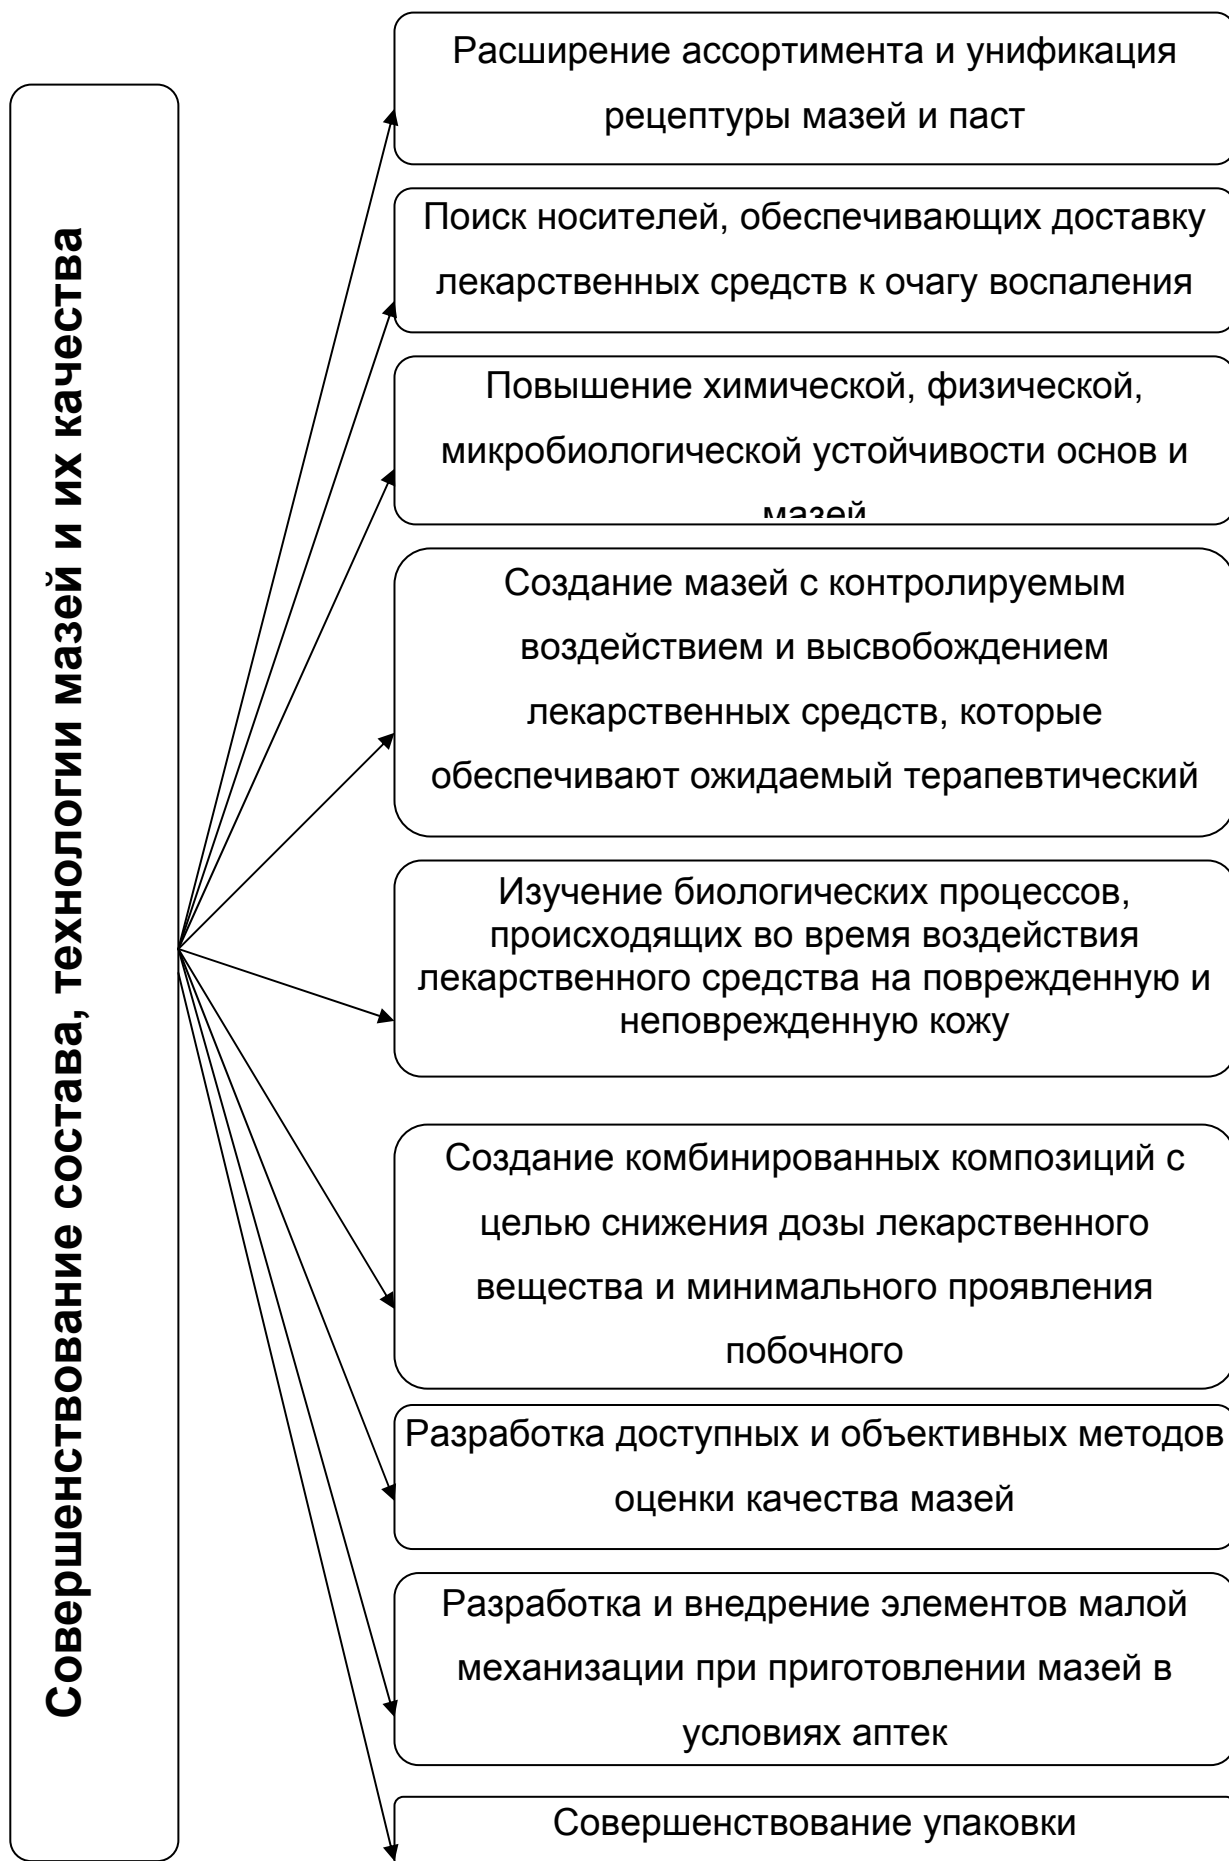 Совершенствование состава, технологии мазей и их качества
Расширение ассортимента и унификация
рецептуры мазей и паст
Поиск носителей, обеспечивающих доставку
лекарственных средств к очагу воспаления
Повышение химической, физической,
микробиологической устойчивости основ и
мазей
Создание мазей с контролируемым
воздействием и высвобождением
лекарственных средств, которые
обеспечивают ожидаемый терапевтический
Изучение биологических процессов,
происходящих во время воздействия
лекарственного средства на поврежденную и
неповрежденную кожу
Создание комбинированных композиций с
целью снижения дозы лекарственного
вещества и минимального проявления
побочного
Разработка доступных и объективных методов
оценки качества мазей
Разработка и внедрение элементов малой
механизации при приготовлении мазей в
условиях аптек
Совершенствование упаковки